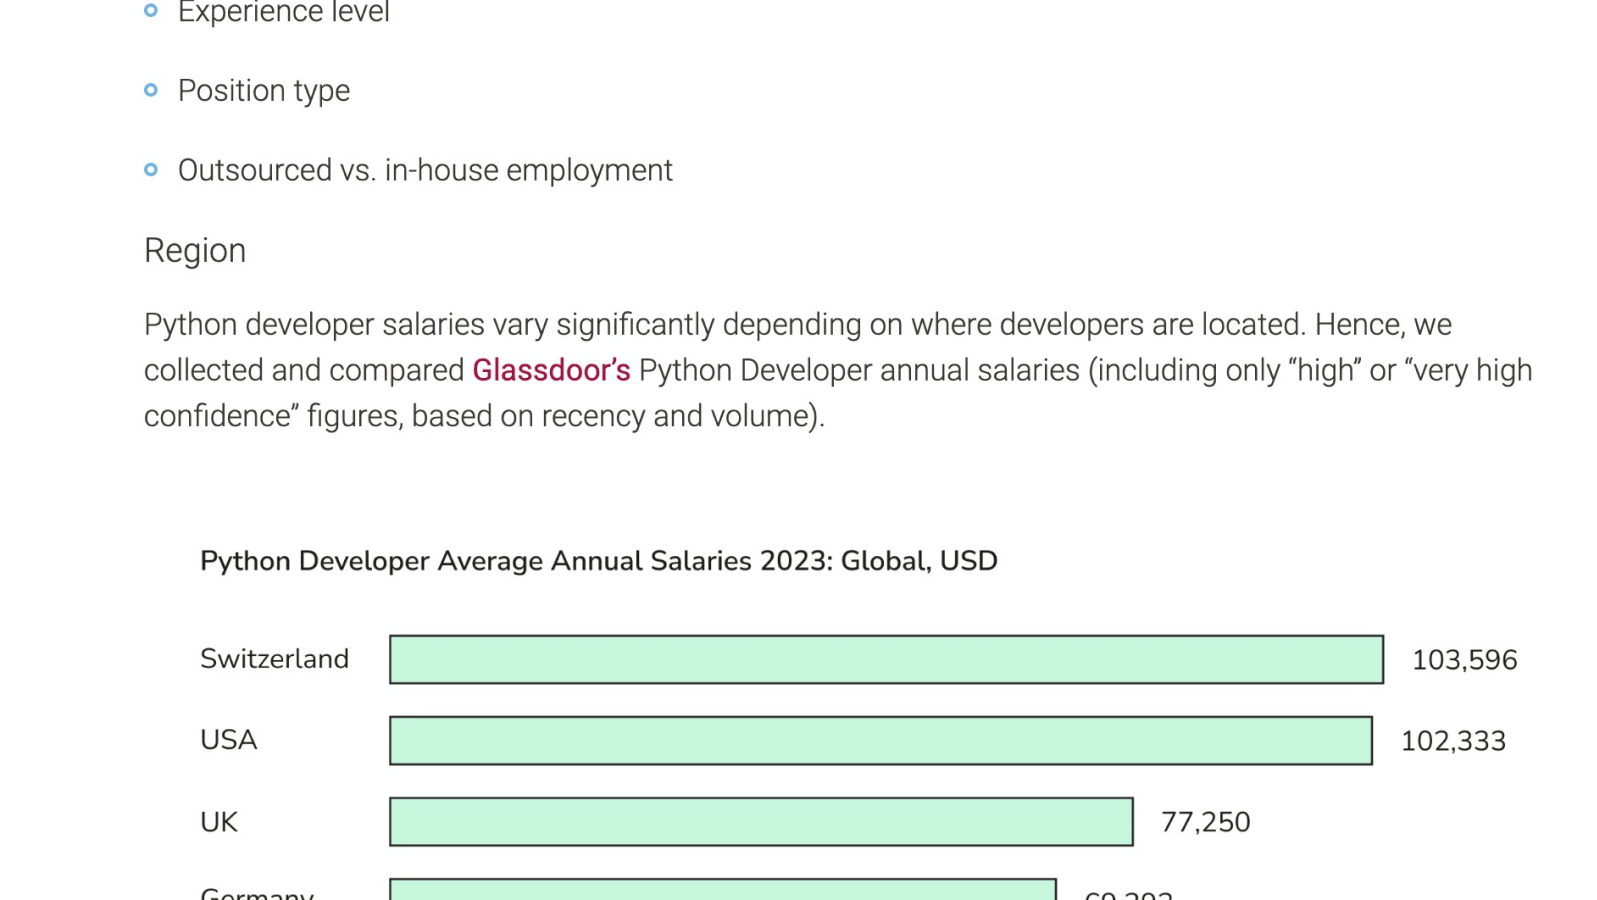 Experience level
Position type
Outsourced vs. in-house employment
Region
Python developer salaries vary significantly depending on where developers are located. Hence, we
collected and compared Glassdoor’s Python Developer annual salaries (including only “high” or “very high
confidence” figures, based on recency and volume).
Python Developer Average Annual Salaries 2023: Global, USD
Switzerland 103,596
USA 102,333
UK 77,250
Germany